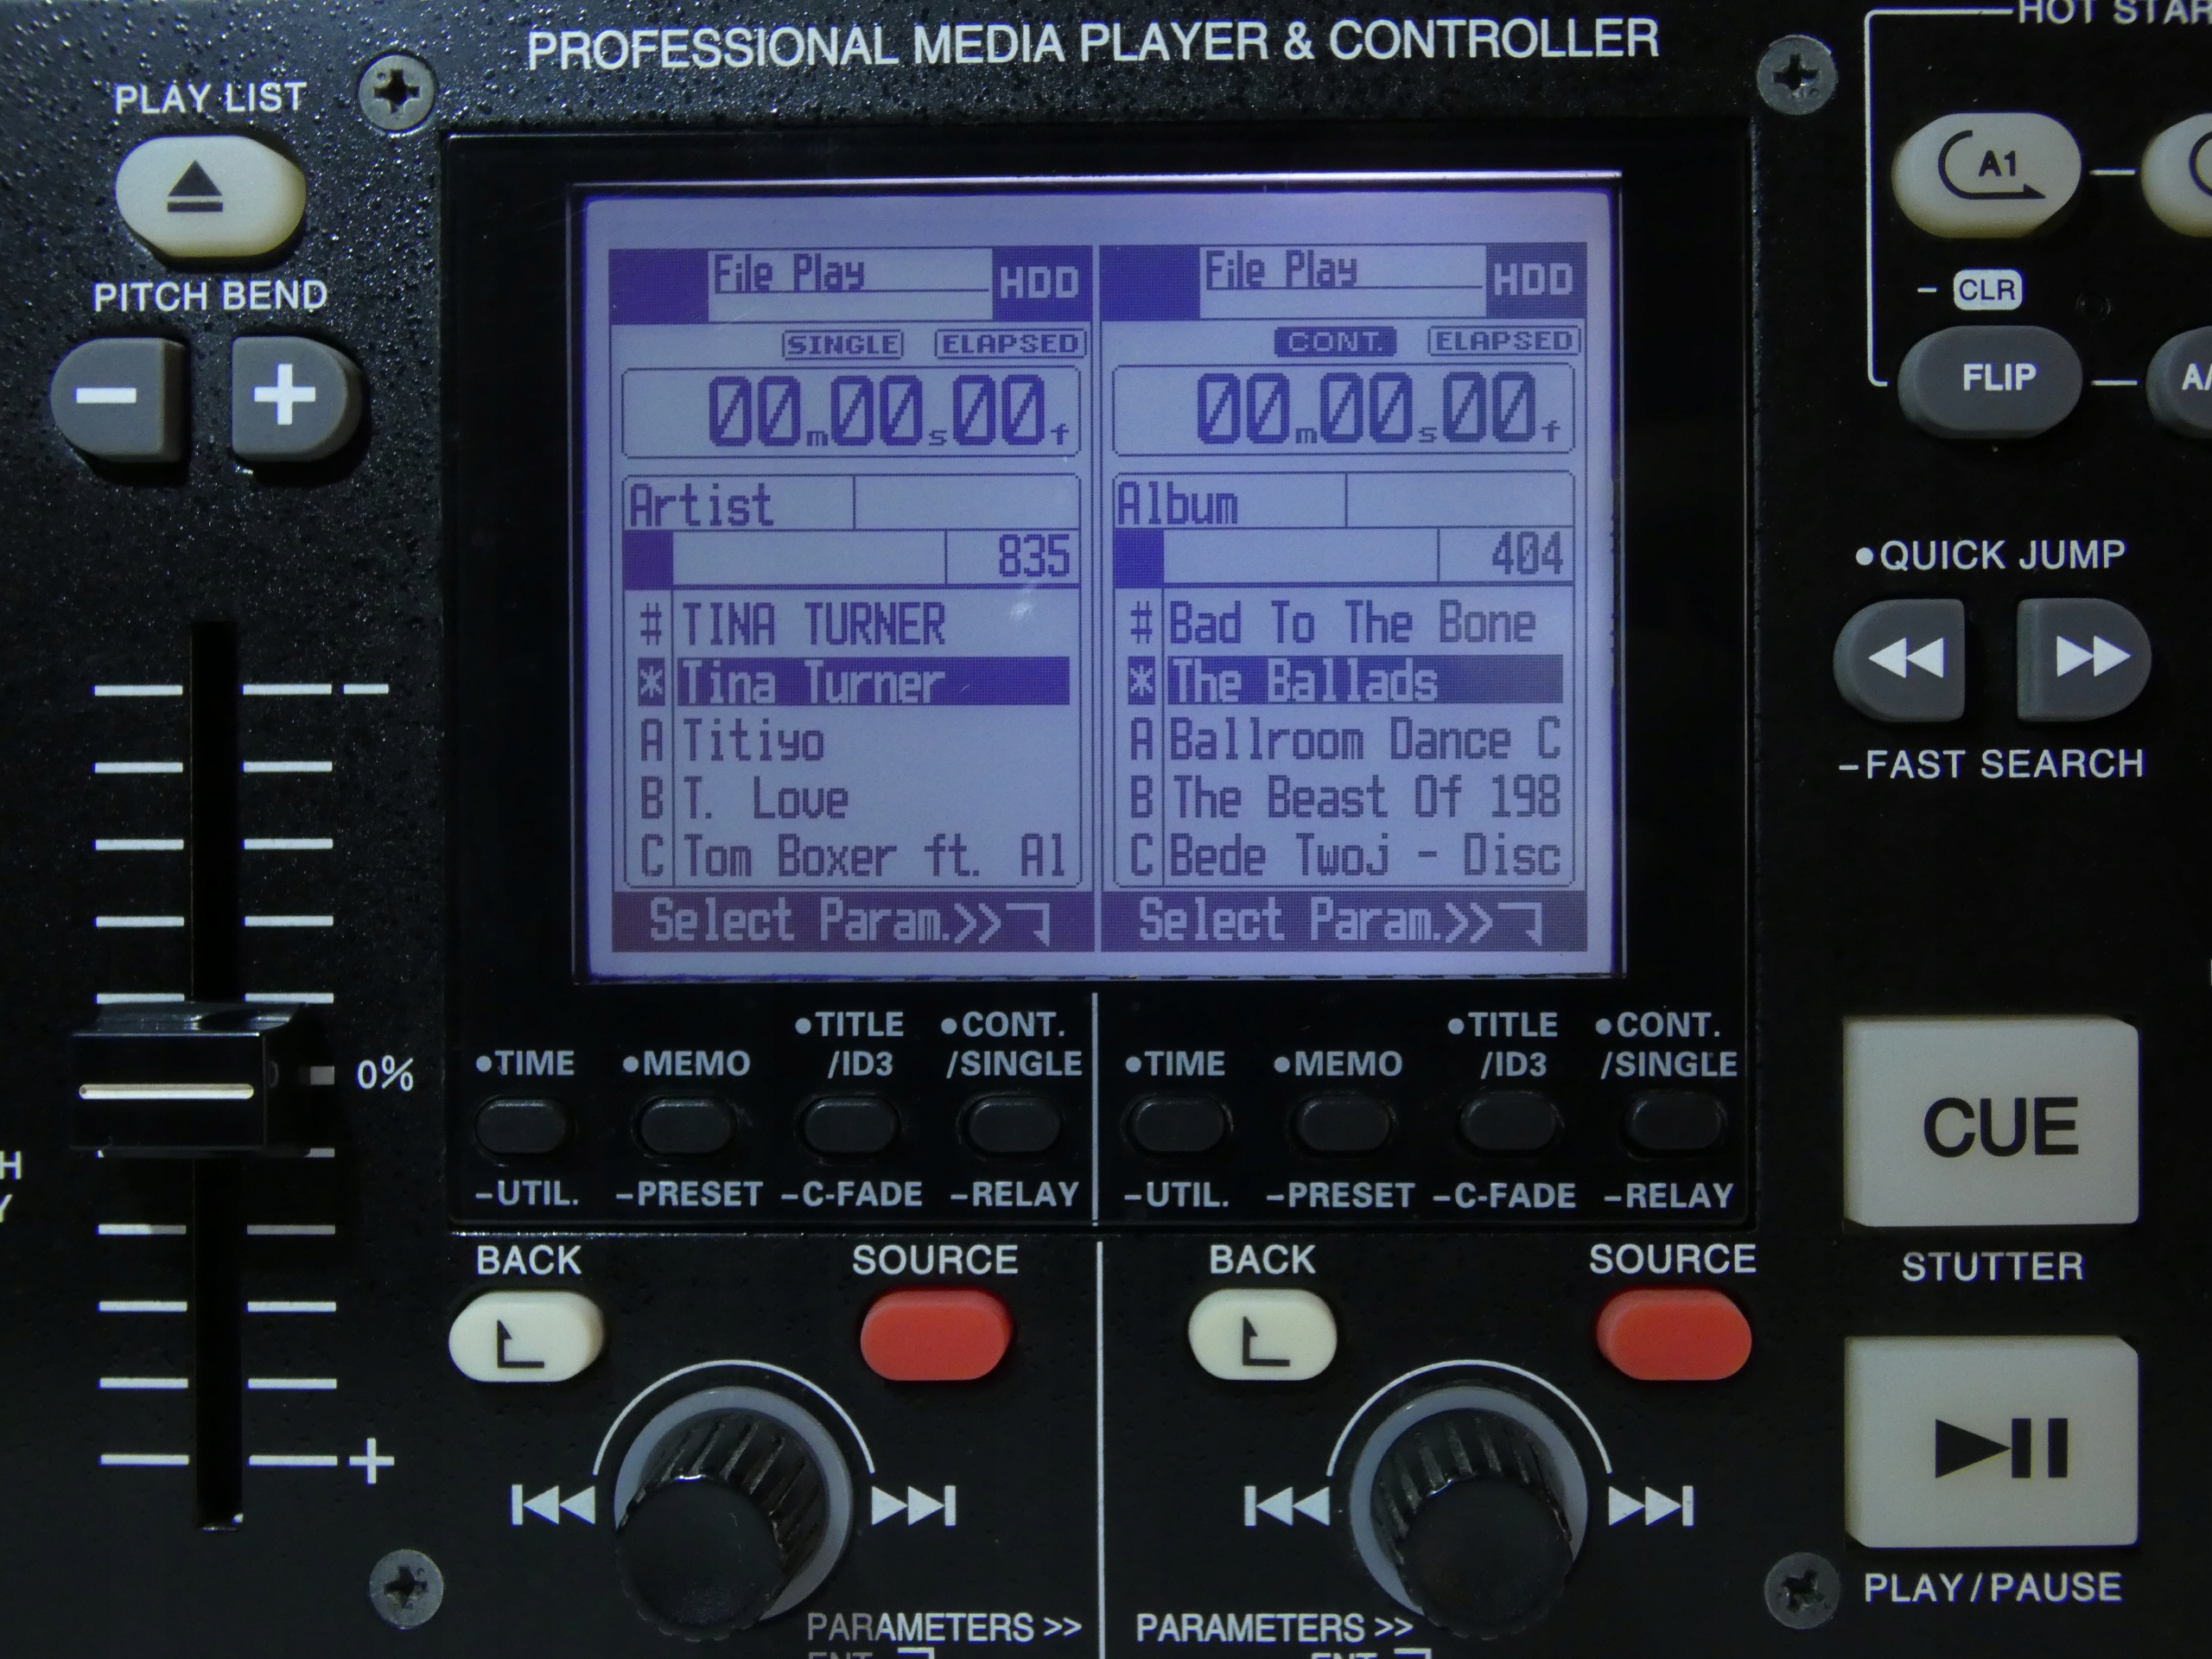 PROFESSIONAL MEDIA PLAYER & CONTROLLER
HOT STAR
PLAY LIST
PITCH BEND
A1
CLR
FLIP
A/
File Play HDD
SINGLE ELAPSED
00m00s00f
Artist
835
# TINA TURNER
* Tina Turner
A Titiyo
B T. Love
C Tom Boxer ft. Al
Select Param.>>
File Play HDD
CONT. ELAPSED
00m00s00f
Album
404
# Bad To The Bone
* The Ballads
A Ballroom Dance C
B The Beast Of 198
C Bede Twoj - Disc
Select Param.>>
•QUICK JUMP
–FAST SEARCH
0%
H
Y
•TIME •MEMO •TITLE /ID3 •CONT. /SINGLE
–UTIL. –PRESET –C-FADE –RELAY
•TIME •MEMO •TITLE /ID3 •CONT. /SINGLE
–UTIL. –PRESET –C-FADE –RELAY
BACK SOURCE
BACK SOURCE
CUE
STUTTER
PLAY/PAUSE
PARAMETERS >>
ENT
PARAMETERS >>
ENT